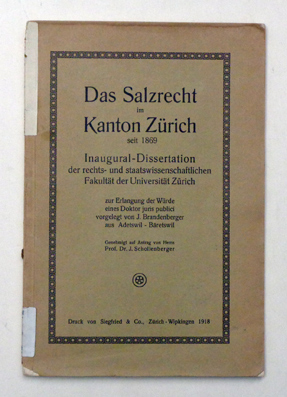 Das Salzrecht
im
Kanton Zürich
seit 1869
Inaugural-Dissertation
der rechts- und staatswissenschaftlichen
Fakultät der Universität Zürich
zur Erlangung der Würde
eines Doktor juris publici
vorgelegt von J. Brandenberger
aus Adetswil - Bäretswil
Genehmigt auf Antrag von Herrn
Prof. Dr. J. Schollenberger
Druck von Siegfried & Co., Zürich-Wipkingen 1918